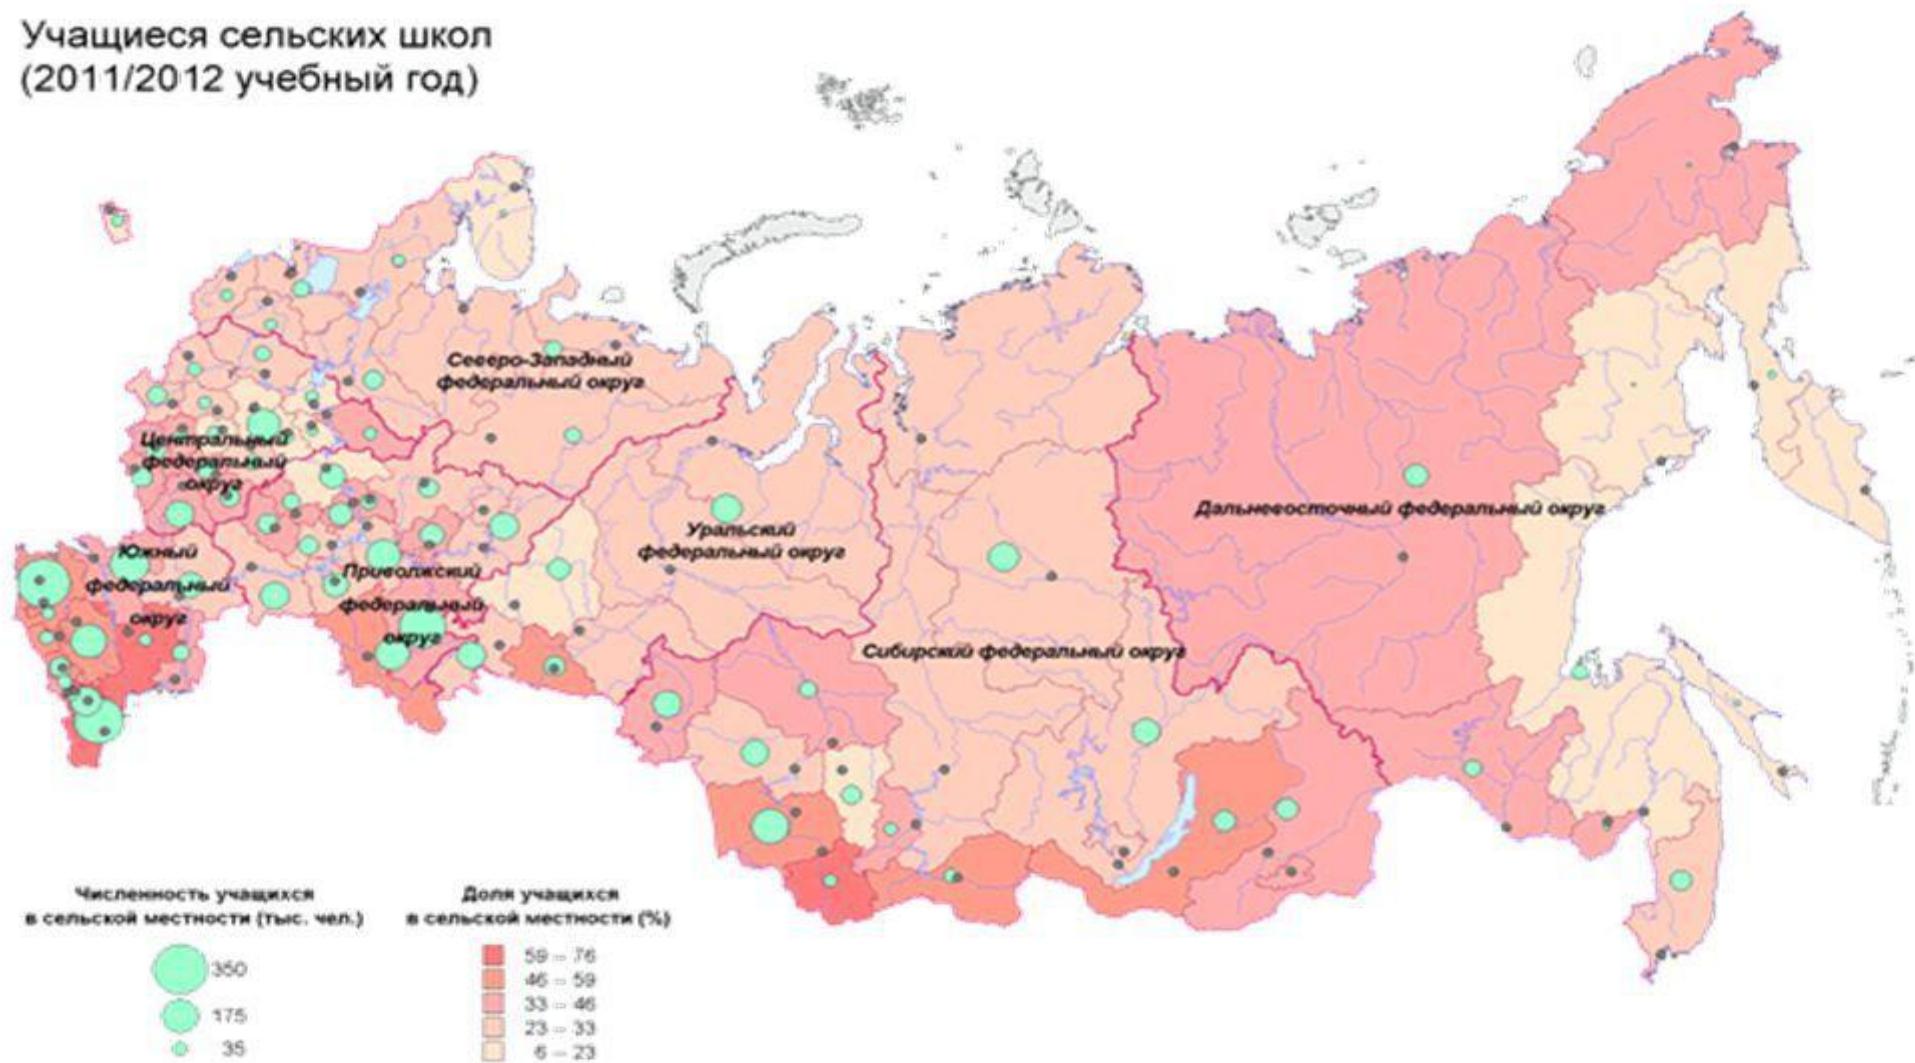 Учащиеся сельских школ
(2011/2012 учебный год)
Северо-Западный
федеральный округ
Центральный
федеральный
округ
Дальневосточный федеральный округ
Уральский
федеральный округ
Южный
федеральный
округ
Приволжский
федеральный
округ
Сибирский федеральный округ
Численность учащихся
в сельской местности (тыс. чел.)
350
175
35
Доля учащихся
в сельской местности (%)
59 – 76
46 – 59
33 – 46
23 – 33
6 – 23